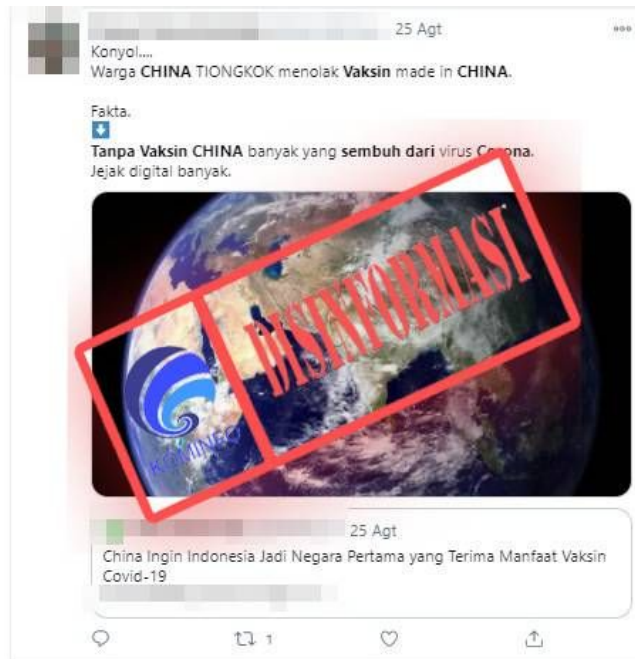 25 Agt
Konyol....
Warga CHINA TIONGKOK menolak Vaksin made in CHINA.
Fakta.
Tanpa Vaksin CHINA banyak yang sembuh dari virus Corona.
Jejak digital banyak.
DISINFORMASI
KOMINFO
25 Agt
China Ingin Indonesia Jadi Negara Pertama yang Terima Manfaat Vaksin
Covid-19
1